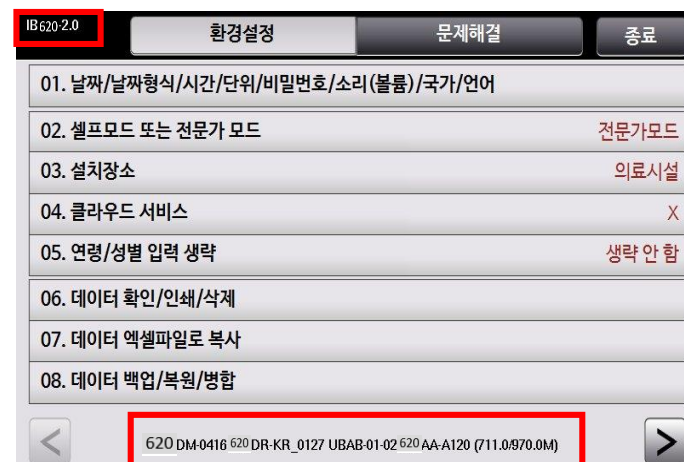 IB620-2.0
환경설정
문제해결
종료
01. 날짜/날짜형식/시간/단위/비밀번호/소리(볼륨)/국가/언어
02. 셀프모드 또는 전문가 모드 전문가모드
03. 설치장소 의료시설
04. 클라우드 서비스 X
05. 연령/성별 입력 생략 생략 안 함
06. 데이터 확인/인쇄/삭제
07. 데이터 엑셀파일로 복사
08. 데이터 백업/복원/병합
< 620 DM-0416 620 DR-KR_0127 UBAB-01-02 620 AA-A120 (711.0/970.0M) >